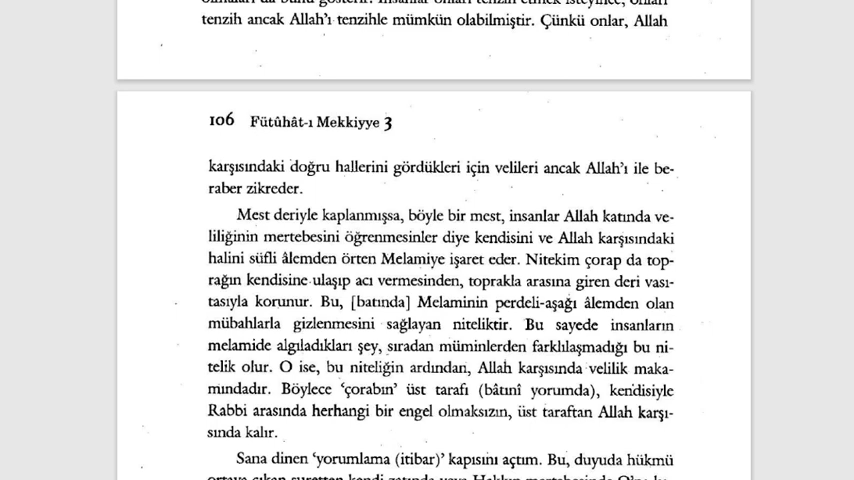 tenzih ancak Allah'ı tenzihle mümkün olabilmiştir. Çünkü onlar, Allah
106 Fütûhât-ı Mekkiyye 3
karşısındaki doğru hallerini gördükleri için velileri ancak Allah'ı ile be-
raber zikreder.
Mest deriyle kaplanmışsa, böyle bir mest, insanlar Allah katında ve-
liliğinin mertebesini öğrenmesinler diye kendisini ve Allah karşısındaki
halini süfli âlemden örten Melamiye işaret eder. Nitekim çorap da top-
rağın kendisine ulaşıp acı vermesinden, toprakla arasına giren deri vası-
tasıyla korunur. Bu, [batında] Melaminin perdeli-aşağı âlemden olan
mübahlarla gizlenmesini sağlayan niteliktir. Bu sayede insanların
melamide algıladıkları şey, sıradan müminlerden farklılaşmadığı bu ni-
telik olur. O ise, bu niteliğin ardından, Allah karşısında velilik maka-
mındadır. Böylece 'çorabın' üst tarafı (bâtınî yorumda), kendisiyle
Rabbi arasında herhangi bir engel olmaksızın, üst taraftan Allah karşı-
sında kalır.
Sana dinen 'yorumlama (itibar)' kapısını açtım. Bu, duyuda hükmü